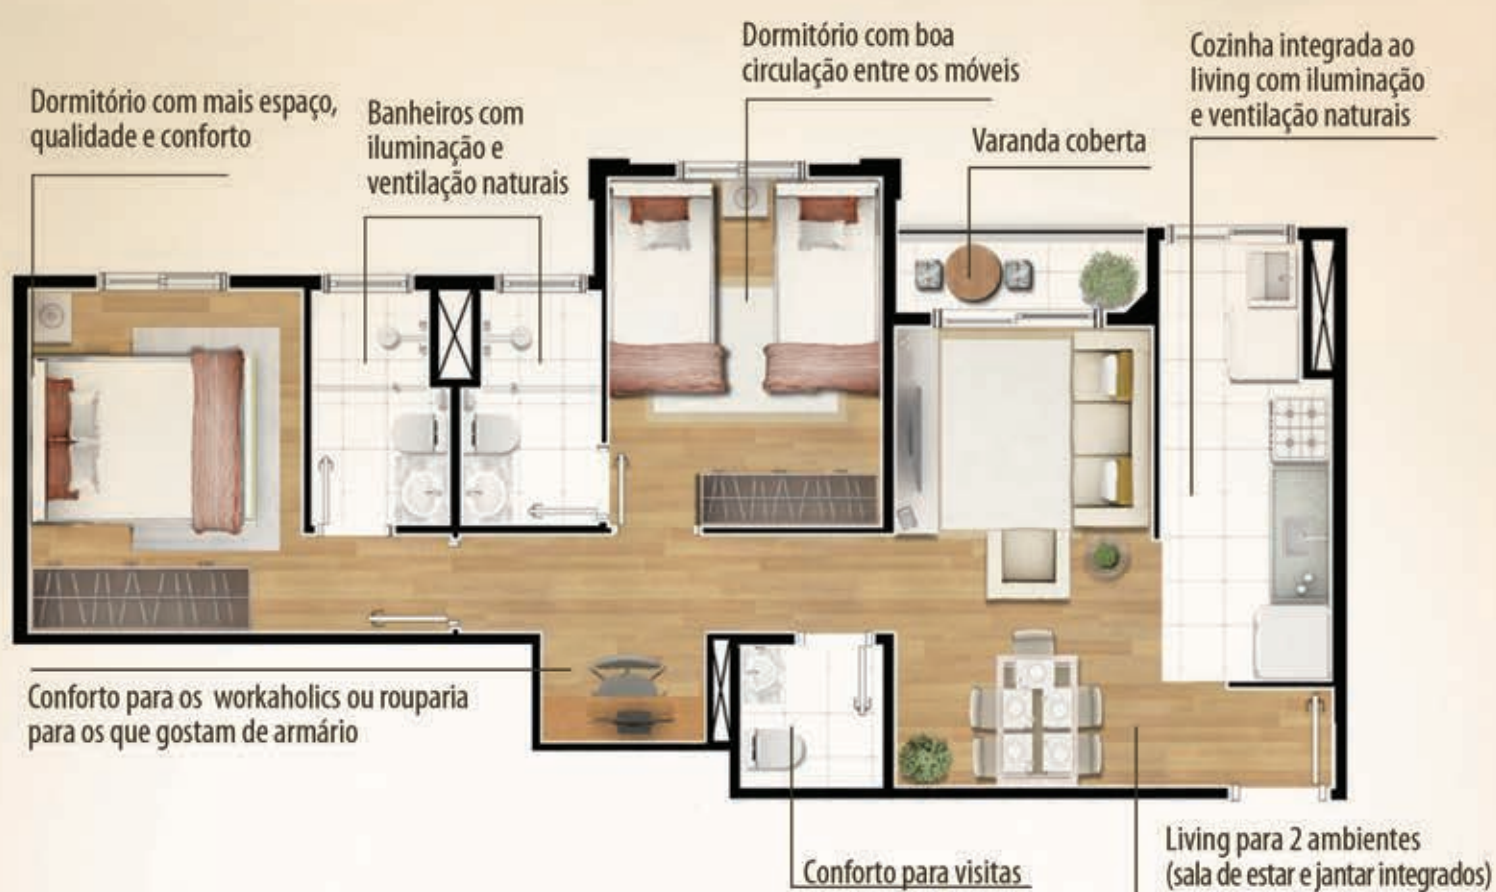 Dormitório com mais espaço,
qualidade e conforto
Banheiros com
iluminação e
ventilação naturais
Dormitório com boa
circulação entre os móveis
Varanda coberta
Cozinha integrada ao
living com iluminação
e ventilação naturais
Conforto para os workaholics ou rouparia
para os que gostam de armário
Conforto para visitas
Living para 2 ambientes
(sala de estar e jantar integrados)